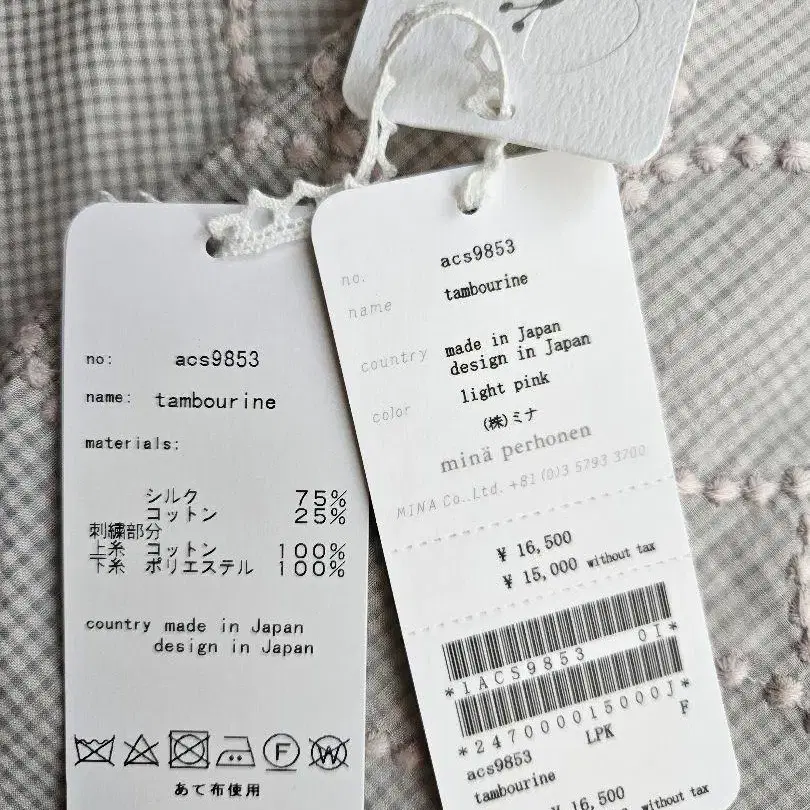 no: acs9853
name: tambourine
materials:
シルク 75%
コットン 25%
刺繍部分
上糸 コットン 100%
下糸 ポリエステル 100%
country made in Japan
design in Japan
F
W
あて布使用
no. acs9853
name tambourine
country made in Japan
design in Japan
color light pink
(株)ミナ
minä perhonen
MINA Co.,Ltd. +81 (0)3 5793 3700
¥ 16,500
¥ 15,000 without tax
*1ACS9853 01*
*247000015000J*
LPK F
acs9853
tambourine
¥ 16,500
without tax